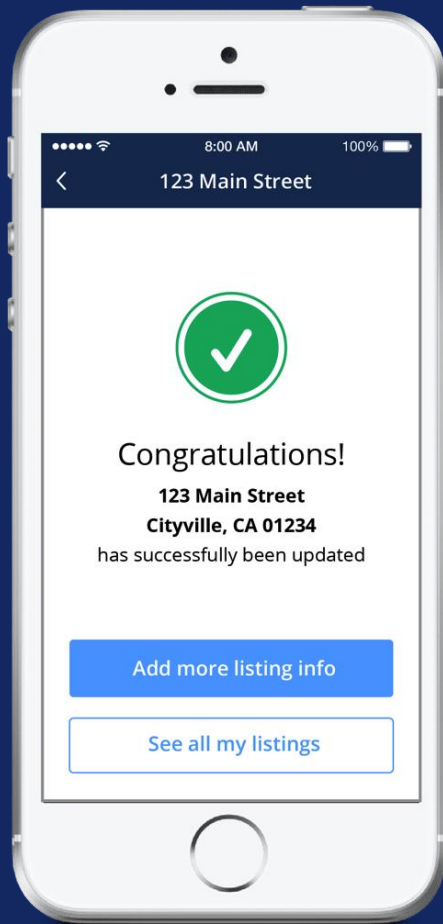 8:00 AM
100%
123 Main Street
Congratulations!
123 Main Street
Cityville, CA 01234
has successfully been updated
Add more listing info
See all my listings